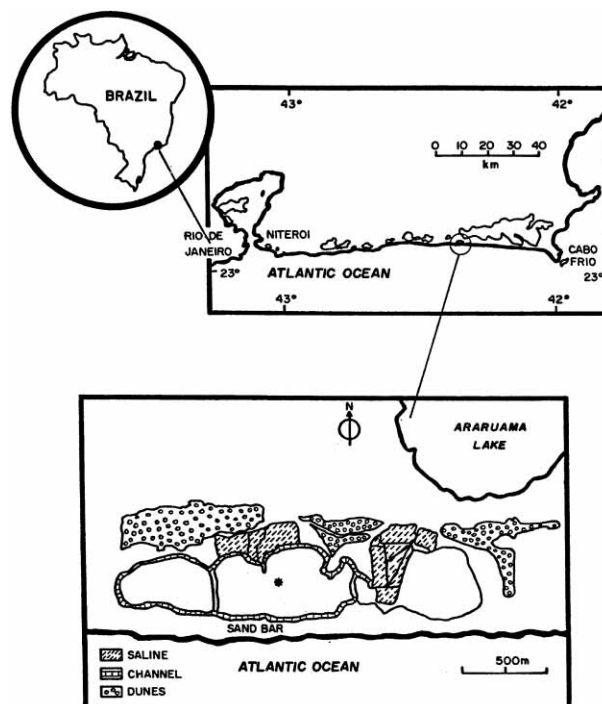 BRAZIL
43°
42°
0 10 20 30 40
km
RIO DE
JANEIRO
NITEROI
CABO
FRIO
23°
23°
ATLANTIC OCEAN
43°
42°
N
ARARUAMA
LAKE
SAND BAR
SALINE
CHANNEL
DUNES
ATLANTIC OCEAN
500m